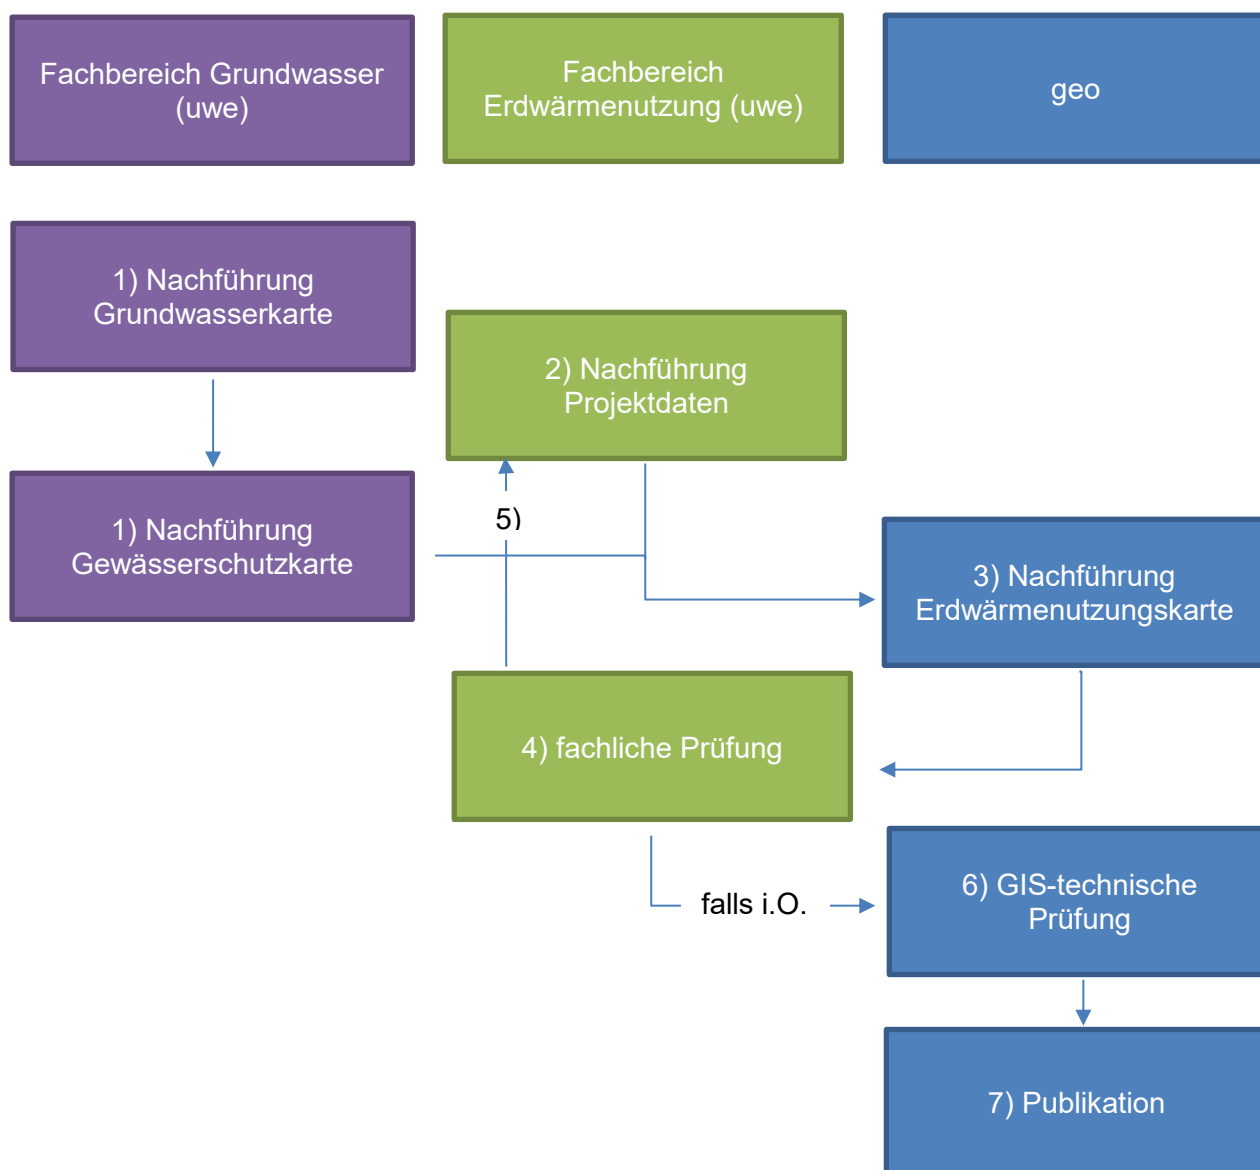 Fachbereich Grundwasser
(uwe)
Fachbereich
Erdwärmenutzung (uwe)
geo
1) Nachführung
Grundwasserkarte
2) Nachführung
Projektdaten
1) Nachführung
Gewässerschutzkarte
5)
3) Nachführung
Erdwärmenutzungskarte
4) fachliche Prüfung
falls i.O.
6) GIS-technische
Prüfung
7) Publikation